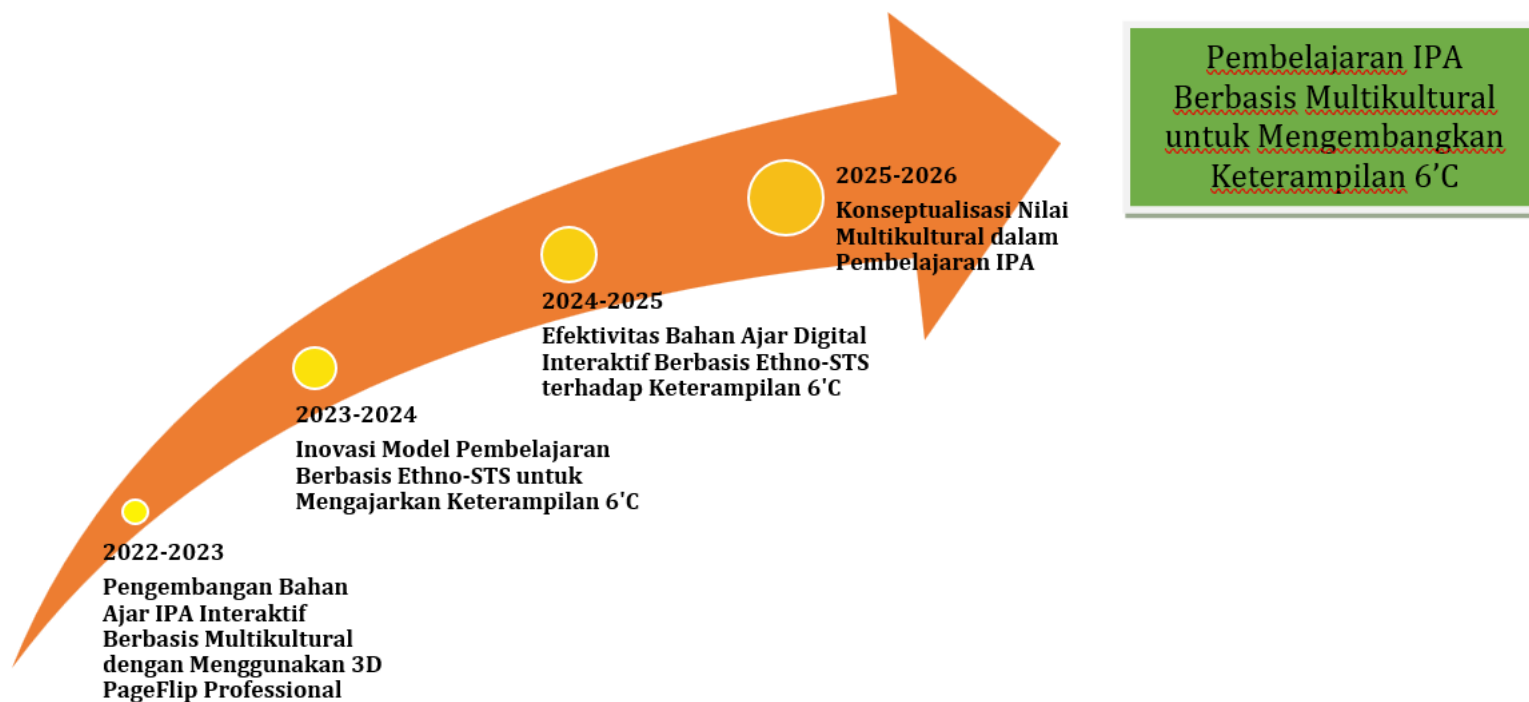 Pembelajaran IPA
Berbasis Multikultural
untuk Mengembangkan
Keterampilan 6’C
2025-2026
Konseptualisasi Nilai
Multikultural dalam
Pembelajaran IPA
2024-2025
Efektivitas Bahan Ajar Digital
Interaktif Berbasis Ethno-STS
terhadap Keterampilan 6'C
2023-2024
Inovasi Model Pembelajaran
Berbasis Ethno-STS untuk
Mengajarkan Keterampilan 6'C
2022-2023
Pengembangan Bahan
Ajar IPA Interaktif
Berbasis Multikultural
dengan Menggunakan 3D
PageFlip Professional